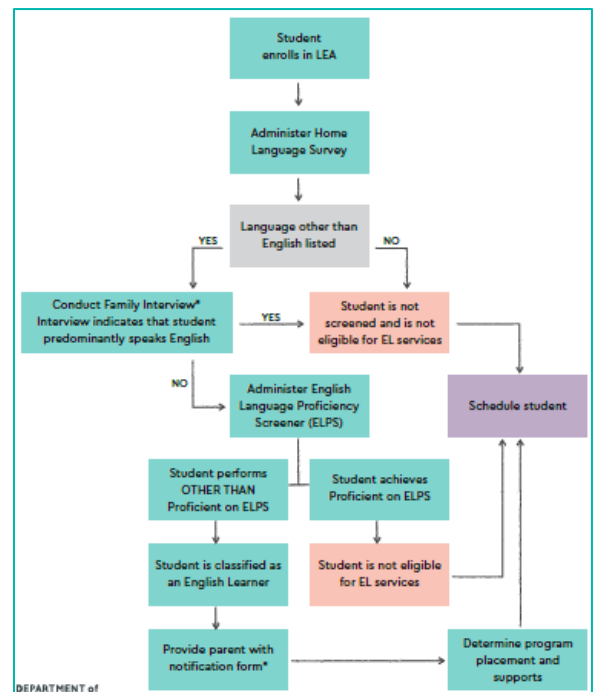 Student
enrolls in LEA
Administer Home
Language Survey
Language other than
English listed
YES
NO
Conduct Family Interview*
Interview indicates that student
predominantly speaks English
YES
Student is not
screened and is not
eligible for EL services
NO
Administer English
Language Proficiency
Screener (ELPS)
Schedule student
Student performs
OTHER THAN
Proficient on ELPS
Student achieves
Proficient on ELPS
Student is classified as
an English Learner
Student is not eligible
for EL services
Provide parent with
notification form*
Determine program
placement and
supports
DEPARTMENT of